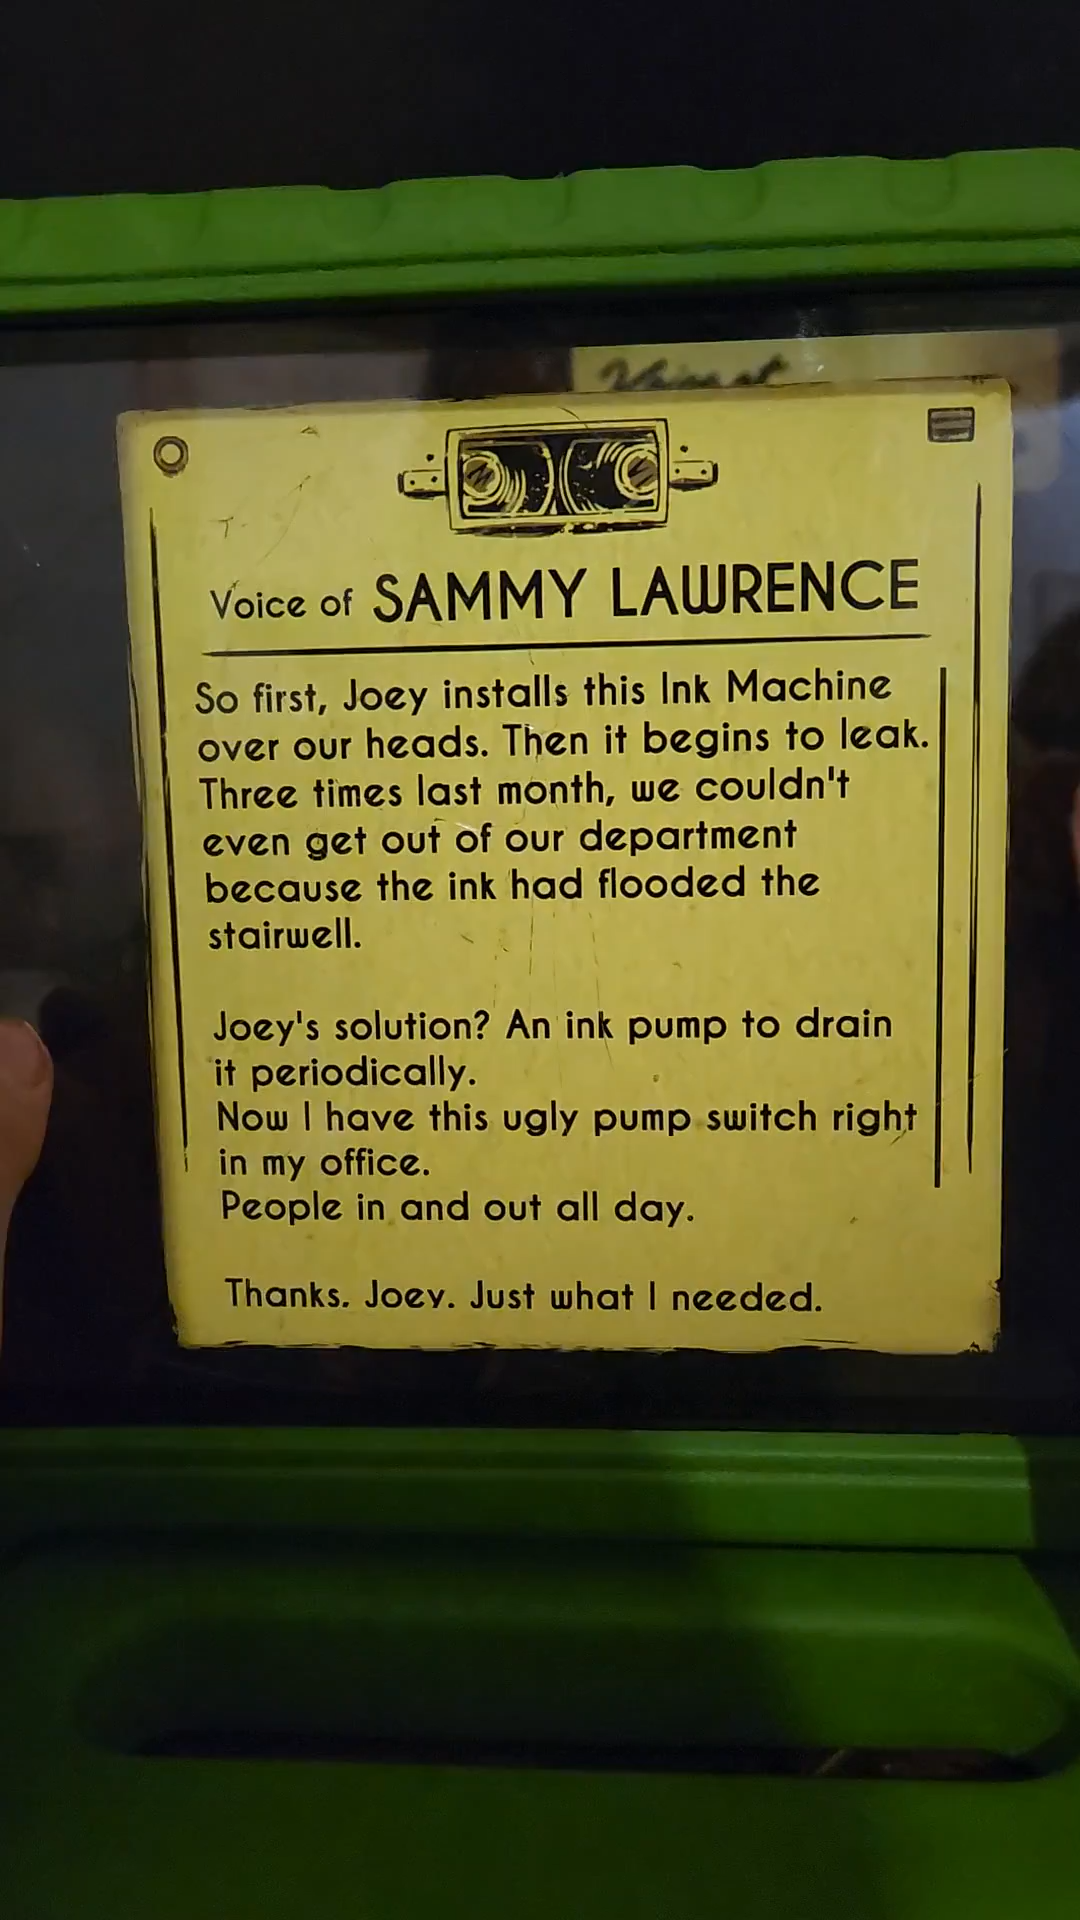 Voice of
Voice of SAMMY LAWRENCE
So first, Joey installs this Ink Machine
over our heads. Then it begins to leak.
Three times last month, we couldn't
even get out of our department
because the ink had flooded the
stairwell.
Joey's solution? An ink pump to drain
it periodically.
Now I have this ugly pump switch right
in my office.
People in and out all day.
Thanks. Joey. Just what I needed.